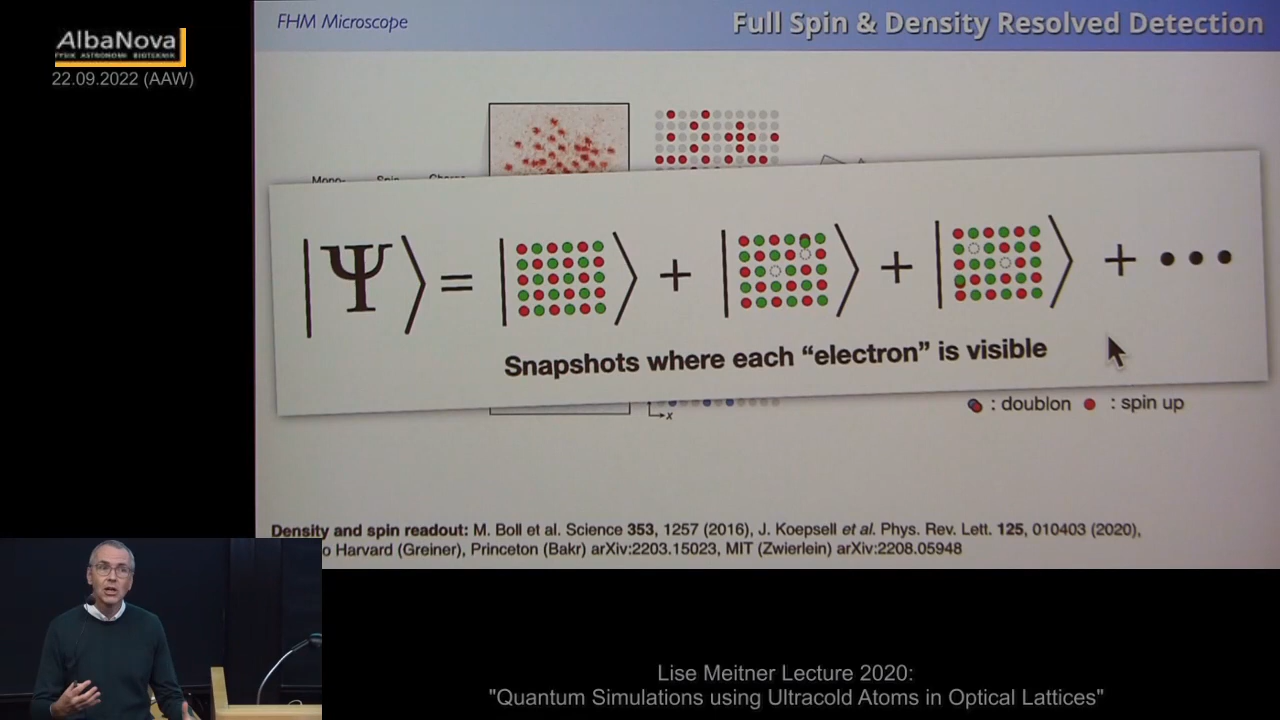 AlbaNova
FYSIK ASTRONOMI BIOTEKNIK
22.09.2022 (AAW)
FHM Microscope
Full Spin & Density Resolved Detection
|Ψ⟩ = | ⟩ + | ⟩ + | ⟩ + •••
Snapshots where each “electron” is visible
x
: doublon : spin up
Density and spin readout: M. Boll et al. Science 353, 1257 (2016), J. Koepsell et al. Phys. Rev. Lett. 125, 010403 (2020),
o Harvard (Greiner), Princeton (Bakr) arXiv:2203.15023, MIT (Zwierlein) arXiv:2208.05948
Lise Meitner Lecture 2020:
"Quantum Simulations using Ultracold Atoms in Optical Lattices"